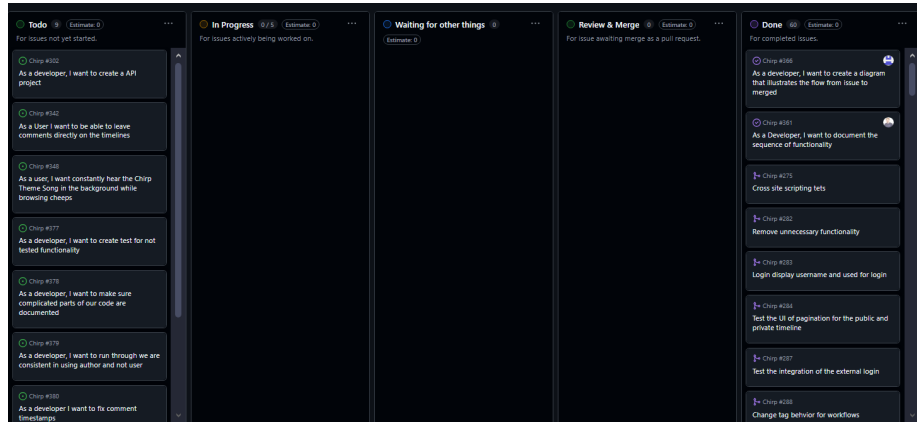 Todo 9 Estimate: 0 ...
For issues not yet started.
Chirp #302
As a developer, I want to create a API
project
Chirp #342
As a User I want to be able to leave
comments directly on the timelines
Chirp #348
As a user, I want constantly hear the Chirp
Theme Song in the background while
browsing cheeps
Chirp #377
As a developer, I want to create test for not
tested functionality
Chirp #378
As a developer, I want to make sure
complicated parts of our code are
documented
Chirp #379
As a developer, I want to run through we are
consistent in using author and not user
Chirp #380
As a developer I want to fix comment
timestamps
In Progress 0 / 5 Estimate: 0 ...
For issues actively being worked on.
Waiting for other things 0 ...
Estimate: 0
Review & Merge 0 Estimate: 0 ...
For issue awaiting merge as a pull request.
Done 60 Estimate: 0 ...
For completed issues.
Chirp #366
As a developer, I want to create a diagram
that illustrates the flow from issue to
merged
Chirp #361
As a Developer, I want to document the
sequence of functionality
Chirp #275
Cross site scripting tets
Chirp #282
Remove unnecessary functionality
Chirp #283
Login display username and used for login
Chirp #284
Test the UI of pagination for the public and
private timeline
Chirp #287
Test the integration of the external login
Chirp #288
Change tag behvior for workflows